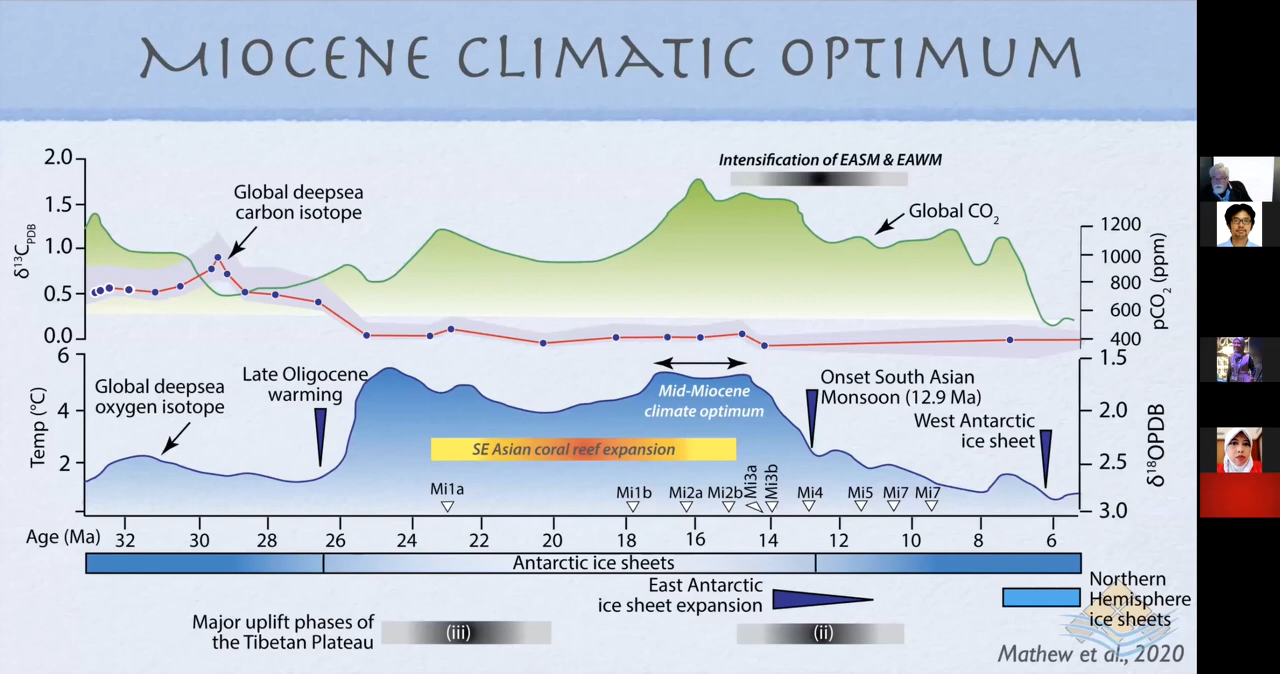 MIOCENE CLIMATIC OPTIMUM
2.0
1.5
1.0
0.5
0.0
δ¹³C PDB
Global deepsea
carbon isotope
Intensification of EASM & EAWM
Global CO₂
1200
1000
800
600
400
pCO₂ (ppm)
6
4
2
Temp (°C)
Global deepsea
oxygen isotope
Late Oligocene
warming
Mid-Miocene
climate optimum
SE Asian coral reef expansion
Onset South Asian
Monsoon (12.9 Ma)
West Antarctic
ice sheet
1.5
2.0
2.5
3.0
δ¹⁸OPDB
Mi1a
Mi1b
Mi2a
Mi2b
Mi3a
Mi3b
Mi4
Mi5
Mi7
Mi7
Age (Ma) 32 30 28 26 24 22 20 18 16 14 12 10 8 6
Antarctic ice sheets
East Antarctic
ice sheet expansion
Northern
Hemisphere
ice sheets
Major uplift phases of
the Tibetan Plateau
(iii)
(ii)
Mathew et al., 2020